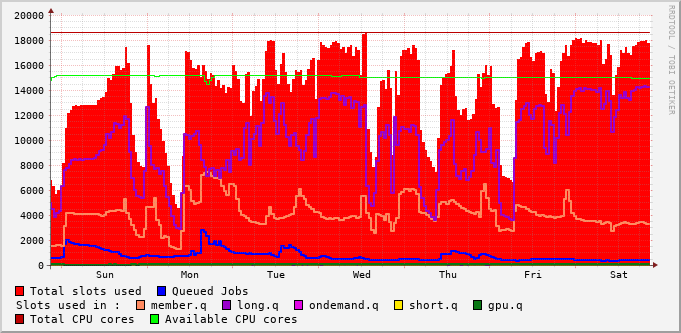 20000
18000
16000
14000
12000
10000
8000
6000
4000
2000
0
Sun Mon Tue Wed Thu Fri Sat
RRDTOOL / TOBI OETIKER
Total slots used Queued Jobs
Slots used in : member.q long.q ondemand.q short.q gpu.q
Total CPU cores Available CPU cores